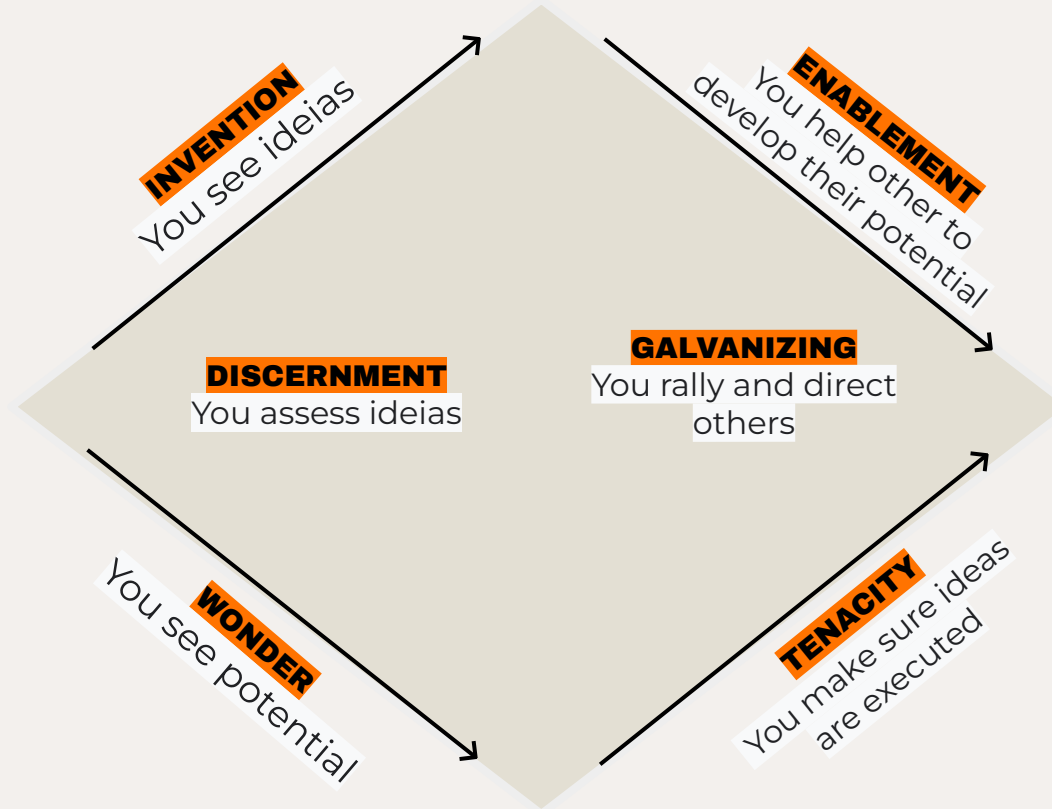 INVENTION
You see ideias
ENABLEMENT
You help other to
develop their potential
DISCERNMENT
You assess ideias
GALVANIZING
You rally and direct
others
WONDER
You see potential
TENACITY
You make sure ideas
are executed